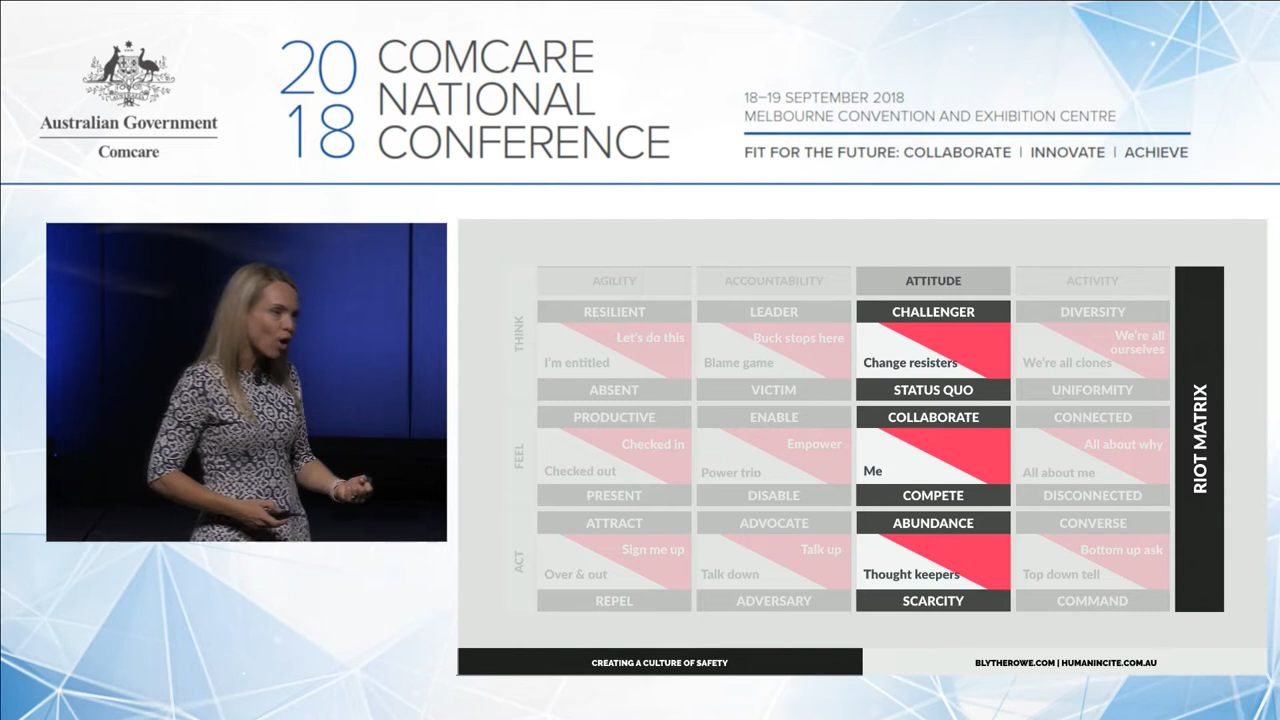 Australian Government
Comcare
20
18
COMCARE
NATIONAL
CONFERENCE
18–19 SEPTEMBER 2018
MELBOURNE CONVENTION AND EXHIBITION CENTRE
FIT FOR THE FUTURE: COLLABORATE | INNOVATE | ACHIEVE
AGILITY ACCOUNTABILITY ATTITUDE ACTIVITY
THINK
RESILIENT LEADER CHALLENGER DIVERSITY
Let's do this Buck stops here We're all
ourselves
I'm entitled Blame game Change resisters We're all clones
ABSENT VICTIM STATUS QUO UNIFORMITY
FEEL
PRODUCTIVE ENABLE COLLABORATE CONNECTED
Checked in Empower All about why
Checked out Power trip Me All about me
PRESENT DISABLE COMPETE DISCONNECTED
ACT
ATTRACT ADVOCATE ABUNDANCE CONVERSE
Sign me up Talk up Bottom up ask
Over & out Talk down Thought keepers Top down tell
REPEL ADVERSARY SCARCITY COMMAND
RIOT MATRIX
CREATING A CULTURE OF SAFETY
BLYTHEROWE.COM | HUMANINCITE.COM.AU